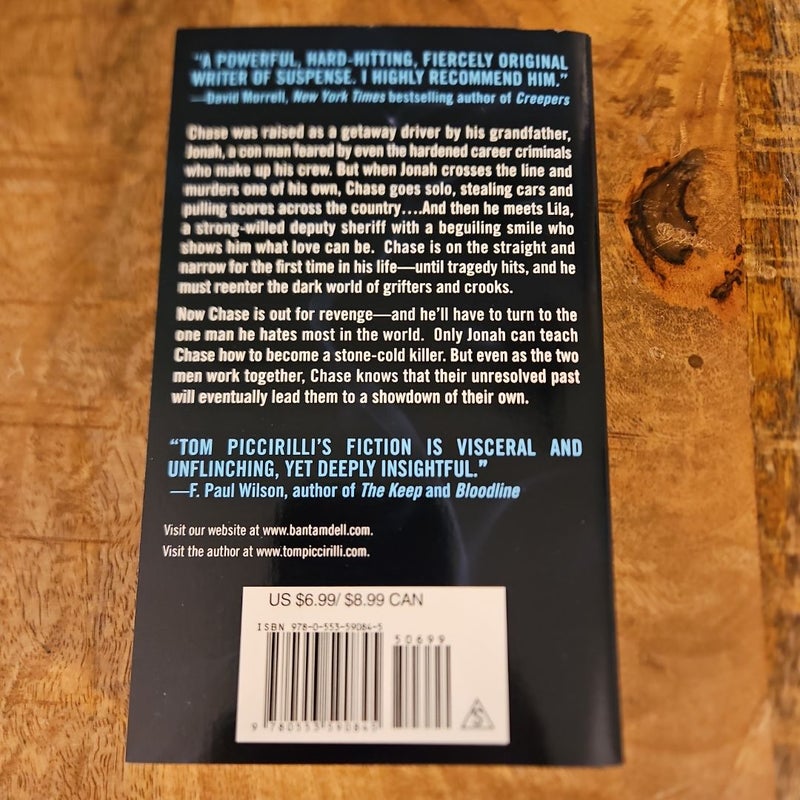 "A POWERFUL, HARD-HITTING, FIERCELY ORIGINAL
WRITER OF SUSPENSE. I HIGHLY RECOMMEND HIM."
—David Morrell, New York Times bestselling author of Creepers
Chase was raised as a getaway driver by his grandfather,
Jonah, a con man feared by even the hardened career criminals
who make up his crew. But when Jonah crosses the line and
murders one of his own, Chase goes solo, stealing cars and
pulling scores across the country....And then he meets Lila,
a strong-willed deputy sheriff with a beguiling smile who
shows him what love can be. Chase is on the straight and
narrow for the first time in his life—until tragedy hits, and he
must reenter the dark world of grifters and crooks.
Now Chase is out for revenge—and he'll have to turn to the
one man he hates most in the world. Only Jonah can teach
Chase how to become a stone-cold killer. But even as the two
men work together, Chase knows that their unresolved past
will eventually lead them to a showdown of their own.
"TOM PICCIRILLI'S FICTION IS VISCERAL AND
UNFLINCHING, YET DEEPLY INSIGHTFUL."
—F. Paul Wilson, author of The Keep and Bloodline
Visit our website at www.bantamdell.com.
Visit the author at www.tompiccirilli.com.
US $6.99/ $8.99 CAN
ISBN 978-0-553-59084-5
50699
9 780553 590845
S